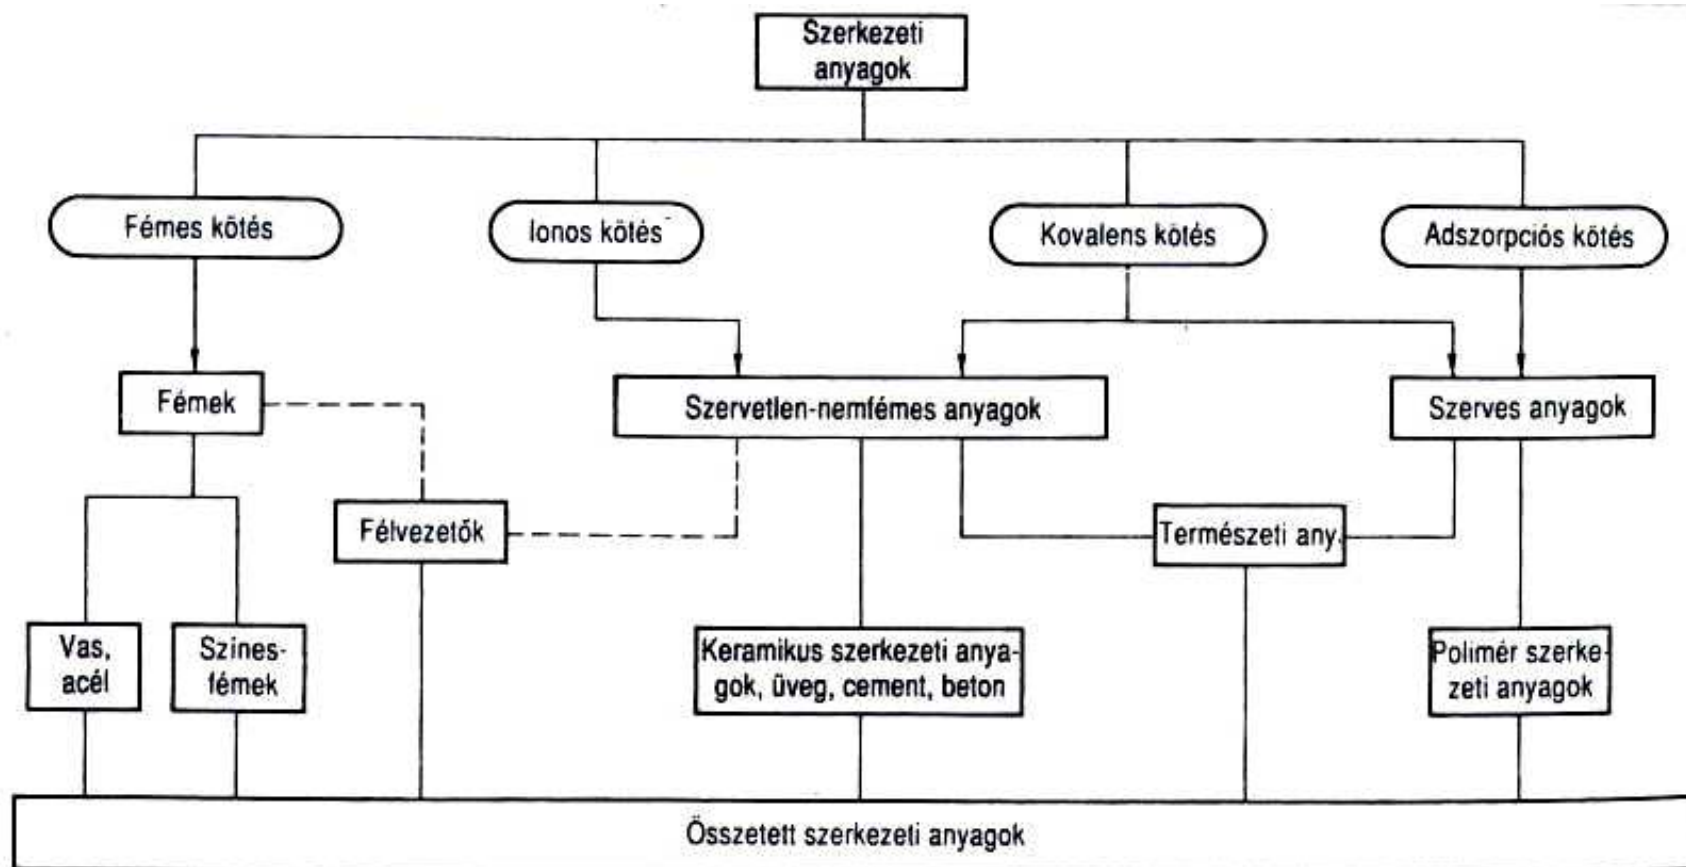 Szerkezeti
anyagok
Fémes kötés
Ionos kötés
Kovalens kötés
Adszorpciós kötés
Fémek
Szervetlen-nemfémes anyagok
Szerves anyagok
Félvezetők
Természeti any.
Vas,
acél
Színes-
fémek
Keramikus szerkezeti anya-
gok, üveg, cement, beton
Polimér szerke-
zeti anyagok
Összetett szerkezeti anyagok